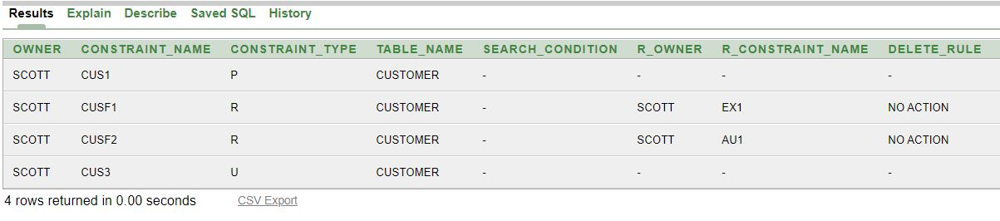 Results Explain Describe Saved SQL History
OWNER CONSTRAINT_NAME CONSTRAINT_TYPE TABLE_NAME SEARCH_CONDITION R_OWNER R_CONSTRAINT_NAME DELETE_RULE
SCOTT CUS1 P CUSTOMER - - - -
SCOTT CUSF1 R CUSTOMER - SCOTT EX1 NO ACTION
SCOTT CUSF2 R CUSTOMER - SCOTT AU1 NO ACTION
SCOTT CUS3 U CUSTOMER - - - -
4 rows returned in 0.00 seconds CSV Export